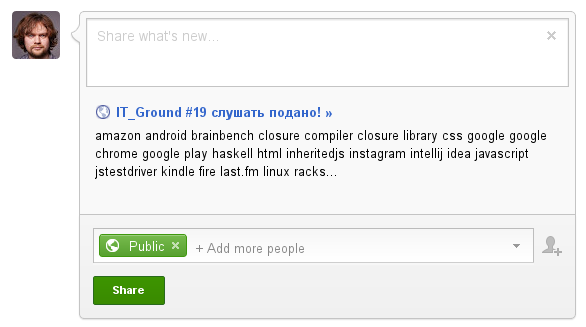 Share what's new...
IT_Ground #19 слушать подано! »
amazon android brainbench closure compiler closure library css google google
chrome google play haskell html inheritedjs instagram intellij idea javascript
jstestdriver kindle fire last.fm linux racks...
Public
+ Add more people
Share